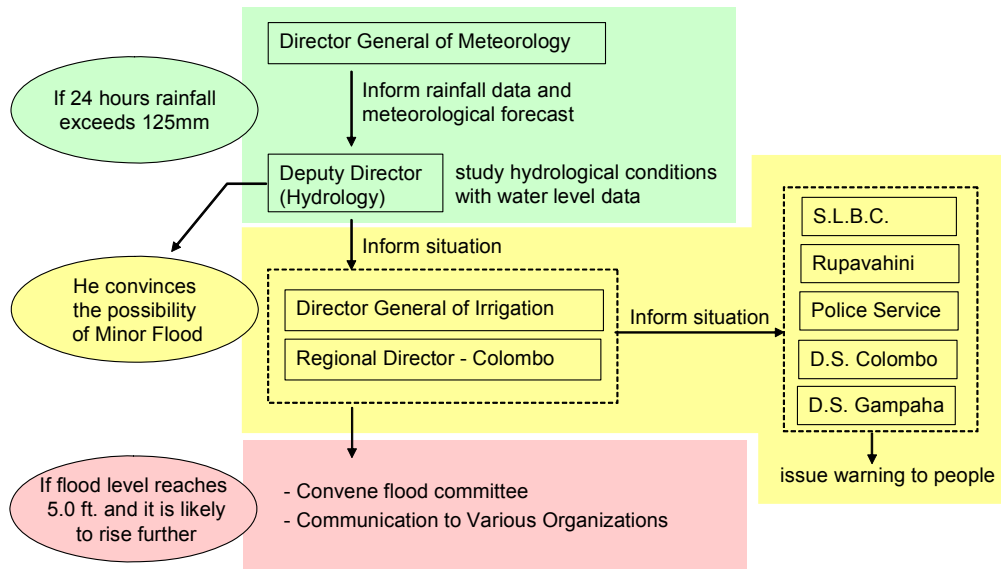 Director General of Meteorology
If 24 hours rainfall
exceeds 125mm
Inform rainfall data and
meteorological forecast
Deputy Director
(Hydrology)
study hydrological conditions
with water level data
Inform situation
He convinces
the possibility
of Minor Flood
Director General of Irrigation
Regional Director - Colombo
Inform situation
S.L.B.C.
Rupavahini
Police Service
D.S. Colombo
D.S. Gampaha
issue warning to people
If flood level reaches
5.0 ft. and it is likely
to rise further
- Convene flood committee
- Communication to Various Organizations